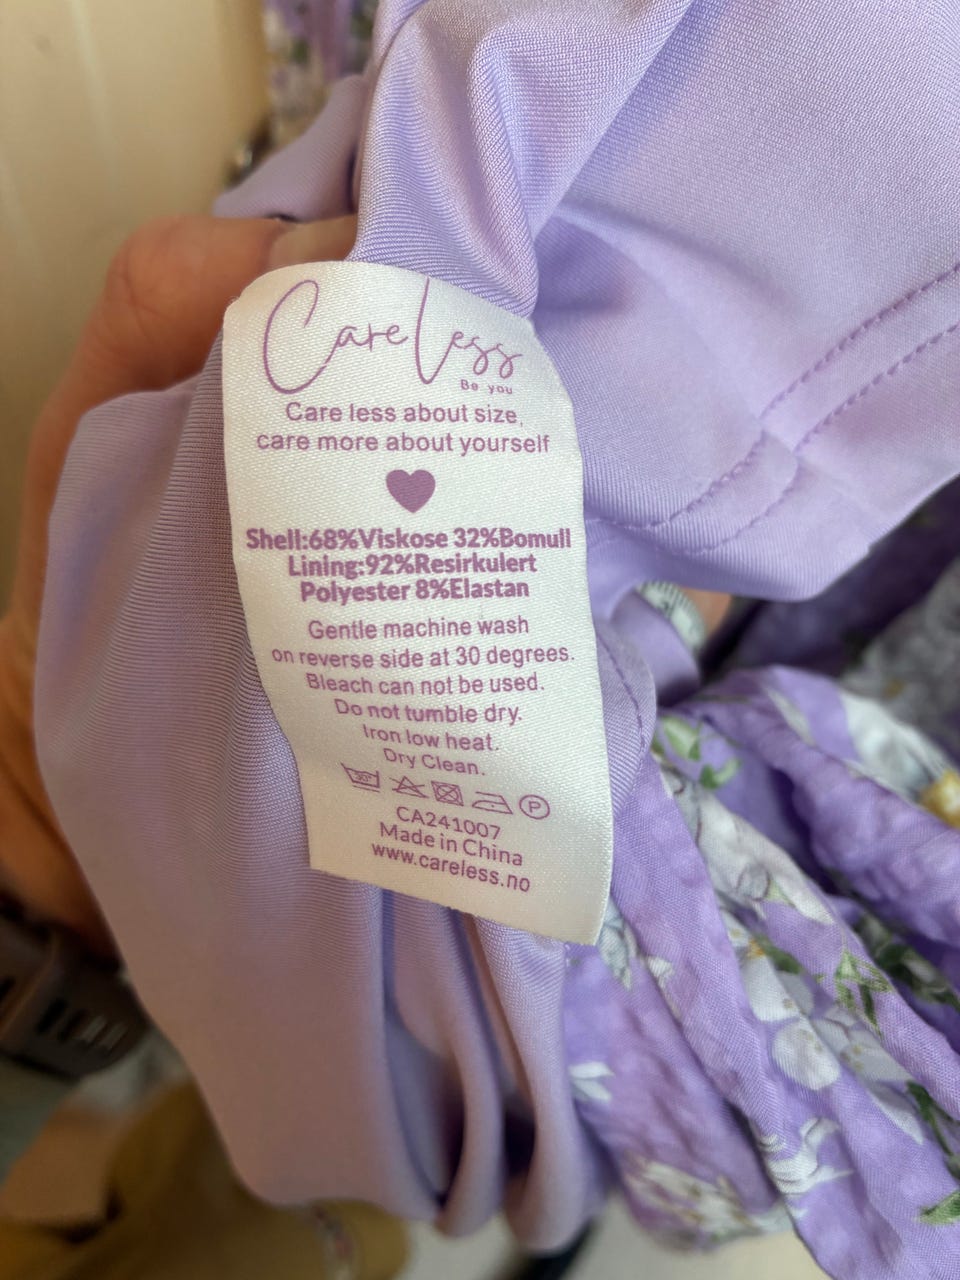 Care Less
Be you
Care less about size,
care more about yourself
Shell:68%Viskose 32%Bomull
Lining:92%Resirkulert
Polyester 8%Elastan
Gentle machine wash
on reverse side at 30 degrees.
Bleach can not be used.
Do not tumble dry.
Iron low heat.
Dry Clean.
30° P
CA241007
Made in China
www.careless.no